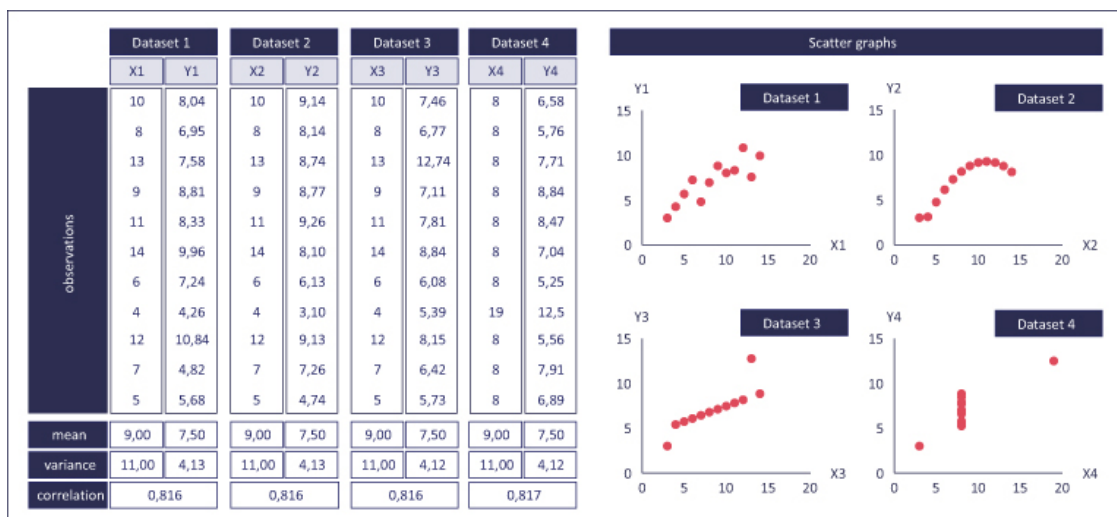 Dataset 1 Dataset 2 Dataset 3 Dataset 4
X1 Y1 X2 Y2 X3 Y3 X4 Y4
observations
10 8,04 10 9,14 10 7,46 8 6,58
8 6,95 8 8,14 8 6,77 8 5,76
13 7,58 13 8,74 13 12,74 8 7,71
9 8,81 9 8,77 9 7,11 8 8,84
11 8,33 11 9,26 11 7,81 8 8,47
14 9,96 14 8,10 14 8,84 8 7,04
6 7,24 6 6,13 6 6,08 8 5,25
4 4,26 4 3,10 4 5,39 19 12,5
12 10,84 12 9,13 12 8,15 8 5,56
7 4,82 7 7,26 7 6,42 8 7,91
5 5,68 5 4,74 5 5,73 8 6,89
mean 9,00 7,50 9,00 7,50 9,00 7,50 9,00 7,50
variance 11,00 4,13 11,00 4,13 11,00 4,12 11,00 4,12
correlation 0,816 0,816 0,816 0,817
Scatter graphs
Y1
Dataset 1
15
10
5
0
0 5 10 15 20
X1
Y2
Dataset 2
15
10
5
0
0 5 10 15 20
X2
Y3
Dataset 3
15
10
5
0
0 5 10 15 20
X3
Y4
Dataset 4
15
10
5
0
0 5 10 15 20
X4